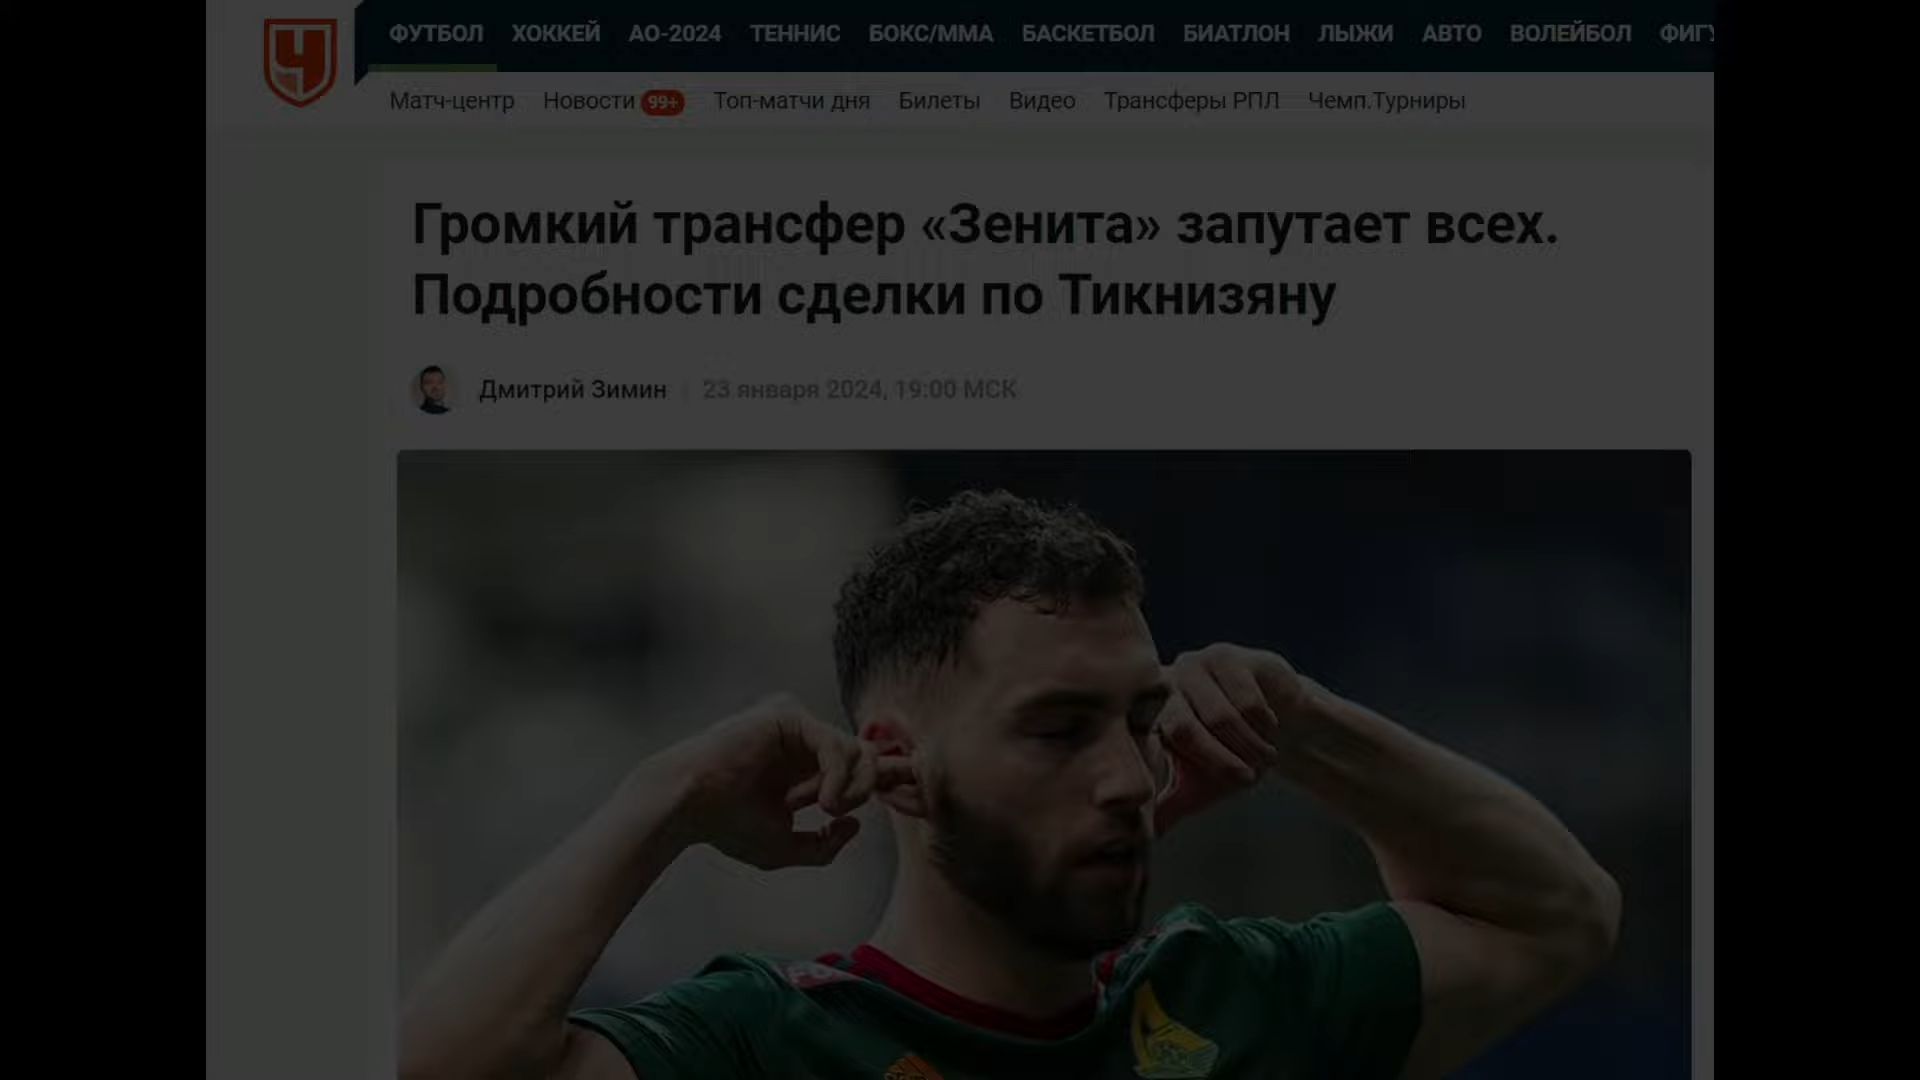 ФУТБОЛ ХОККЕЙ АО-2024 ТЕННИС БОКС/ММА БАСКЕТБОЛ БИАТЛОН ЛЫЖИ АВТО ВОЛЕЙБОЛ ФИГУ
Матч-центр Новости 99+ Топ-матчи дня Билеты Видео Трансферы РПЛ Чемп.Турниры
Громкий трансфер «Зенита» запутает всех.
Подробности сделки по Тикнизяну
Дмитрий Зимин 23 января 2024, 19:00 МСК